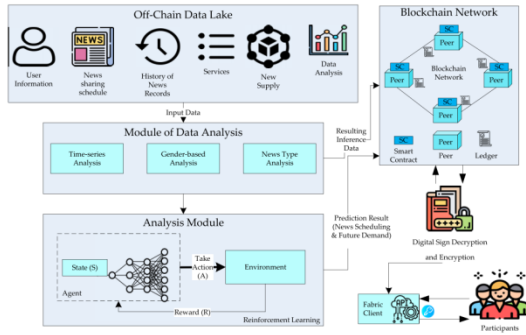 Off-Chain Data Lake
NEWS
User
Information
News
sharing
schedule
History of
News
Records
Services
New
Supply
Data
Analysis
Input Data
Module of Data Analysis
Time-series
Analysis
Gender-based
Analysis
News Type
Analysis
Resulting
Inference
Data
Analysis Module
State (S)
Agent
Take
Action
(A)
Environment
Reward (R)
Reinforcement Learning
Prediction Result
(News Scheduling
& Future Demand)
Blockchain Network
SC
Peer
SC
Peer
Blockchain
Network
SC
Peer
SC
Peer
SC
Smart
Contract
Peer
Peer
Ledger
Digital Sign Decryption
and Encryption
Fabric
Client
API
Participants